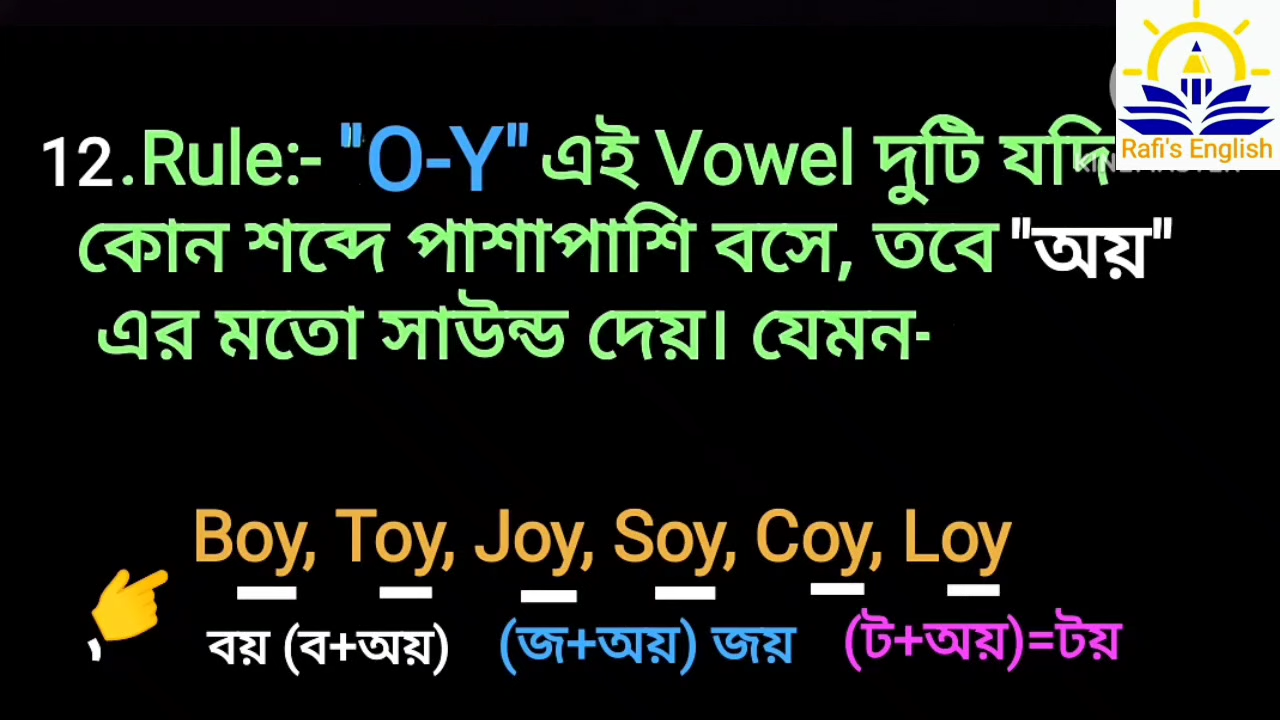 Rafi's English
12.Rule:- "O-Y" এই Vowel দুটি যদি
কোন শব্দে পাশাপাশি বসে, তবে "অয়"
এর মতো সাউন্ড দেয়। যেমন-
Boy, Toy, Joy, Soy, Coy, Loy
বয় (ব+অয়) (জ+অয়) জয় (ট+অয়)=টয়